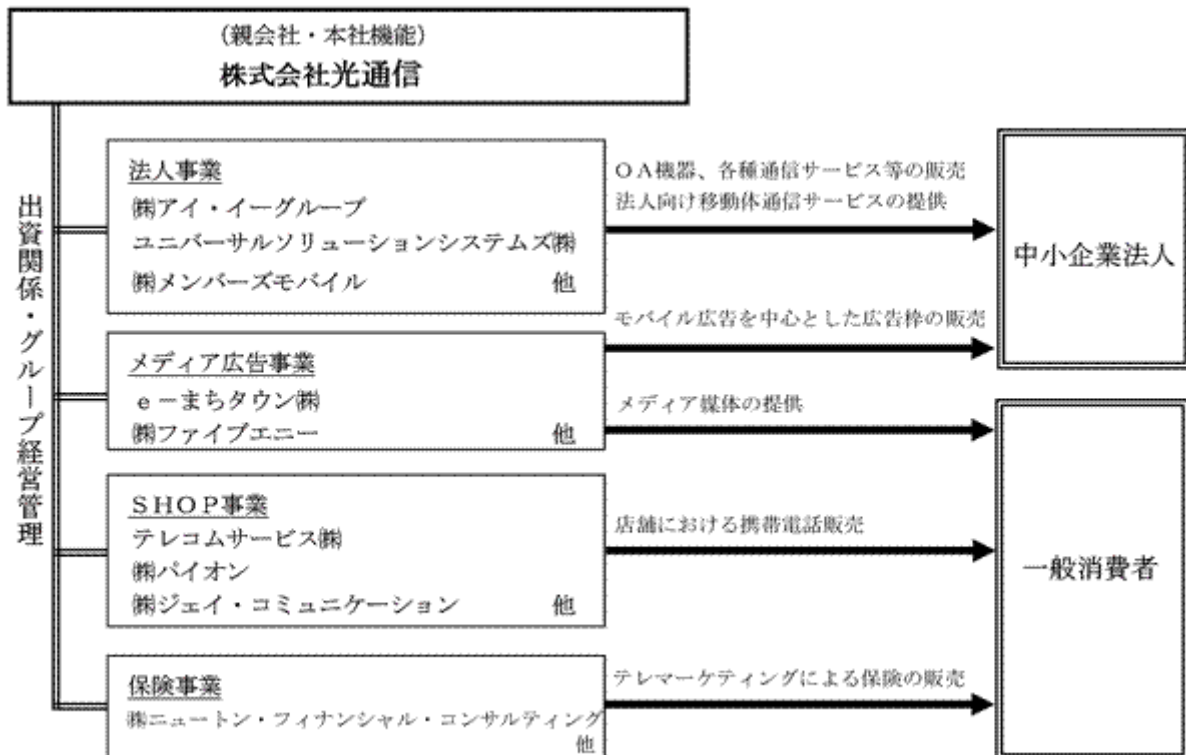 (親会社・本社機能)
株式会社光通信
出資関係・グループ経営管理
法人事業
㈱アイ・イーグループ
ユニバーサルソリューションシステムズ㈱
㈱メンバーズモバイル 他
OA機器、各種通信サービス等の販売
法人向け移動体通信サービスの提供
中小企業法人
メディア広告事業
e-まちタウン㈱
㈱ファイブエニー 他
モバイル広告を中心とした広告枠の販売
メディア媒体の提供
SHOP事業
テレコムサービス㈱
㈱パイオン
㈱ジェイ・コミュニケーション 他
店舗における携帯電話販売
一般消費者
保険事業
㈱ニュートン・フィナンシャル・コンサルティング
他
テレマーケティングによる保険の販売